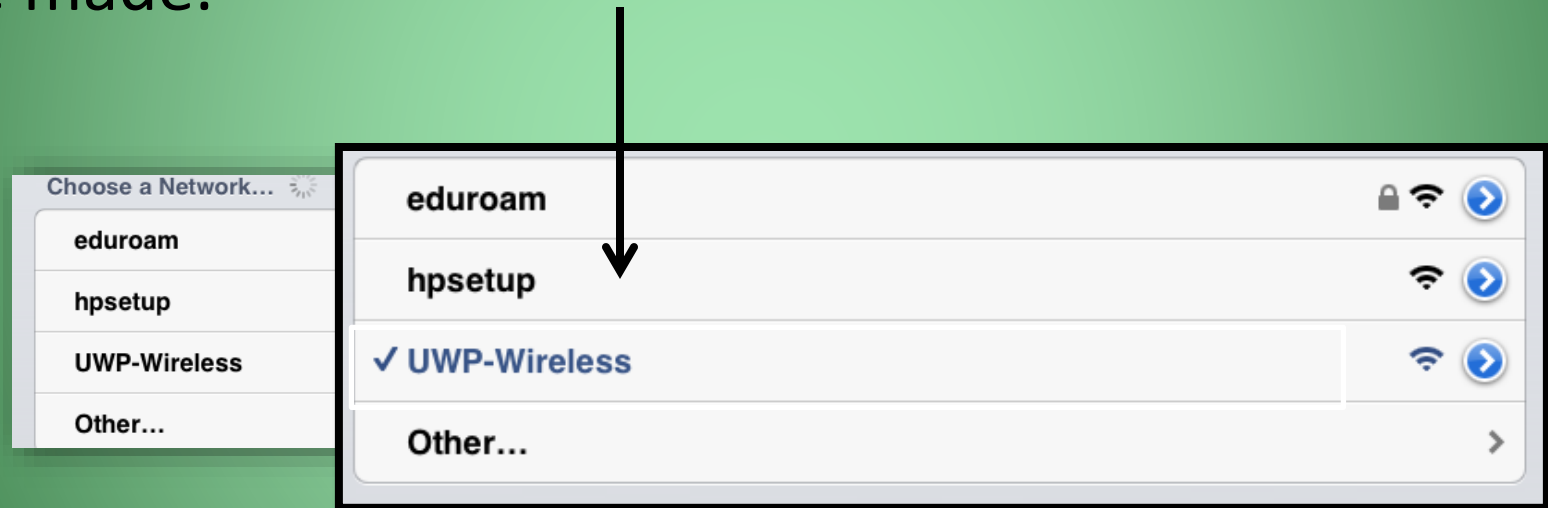 made.
Choose a Network...
eduroam
hpsetup
UWP-Wireless
Other...
eduroam
hpsetup
✓ UWP-Wireless
Other...